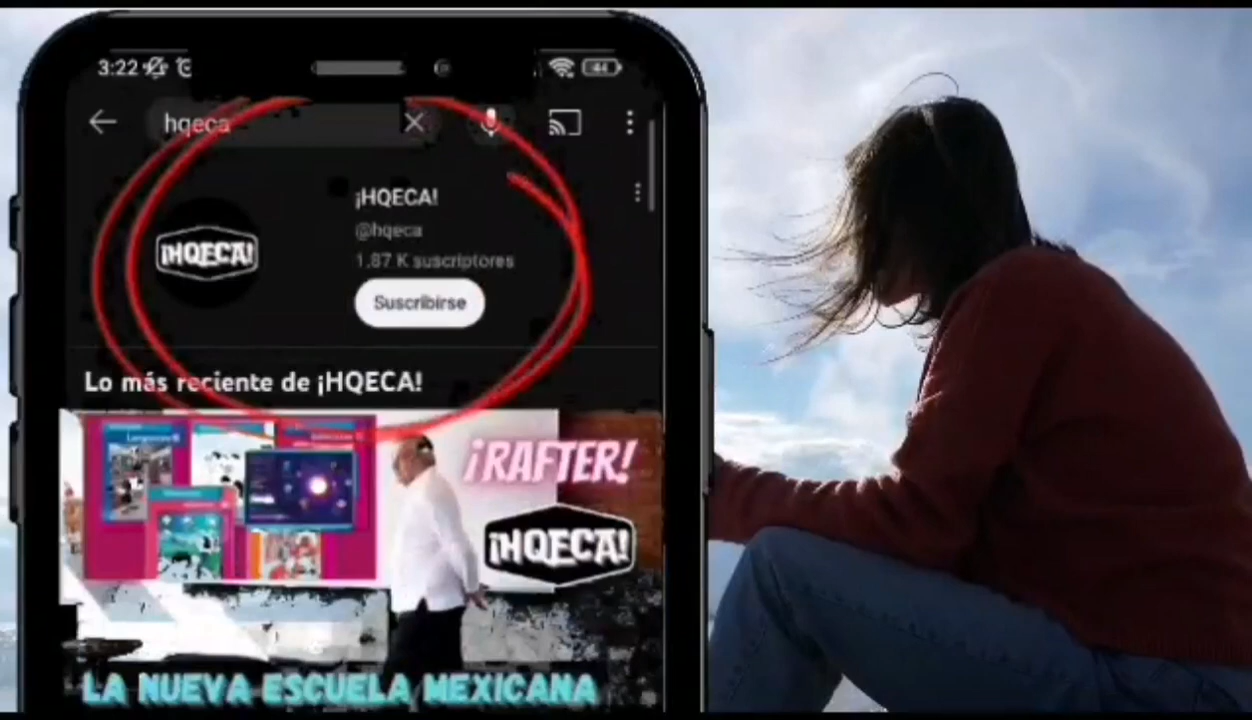 3:22
44
hqeca
¡HQECA!
@hqeca
1.87 K suscriptores
¡HQECA!
Suscribirse
Lo más reciente de ¡HQECA!
¡RAFTER!
¡HQECA!
LA NUEVA ESCUELA MEXICANA